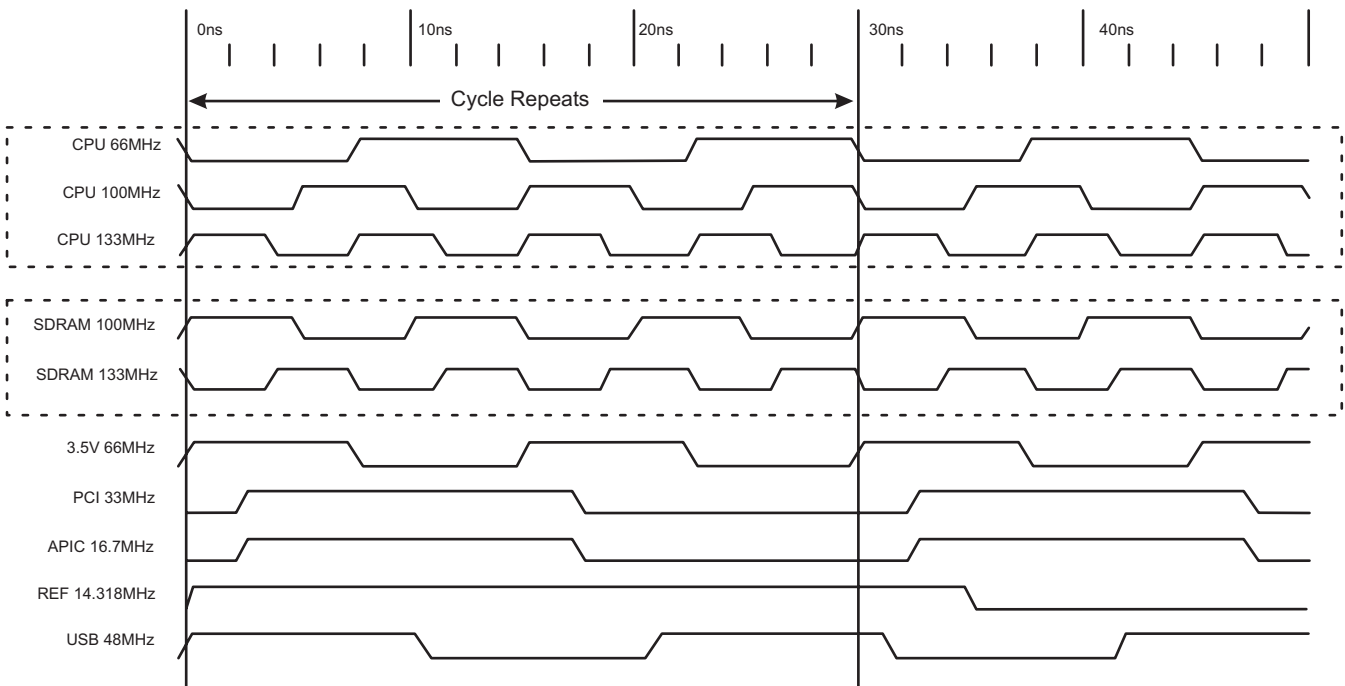 0ns
10ns
20ns
30ns
40ns
Cycle Repeats
CPU 66MHz
CPU 100MHz
CPU 133MHz
SDRAM 100MHz
SDRAM 133MHz
3.5V 66MHz
PCI 33MHz
APIC 16.7MHz
REF 14.318MHz
USB 48MHz